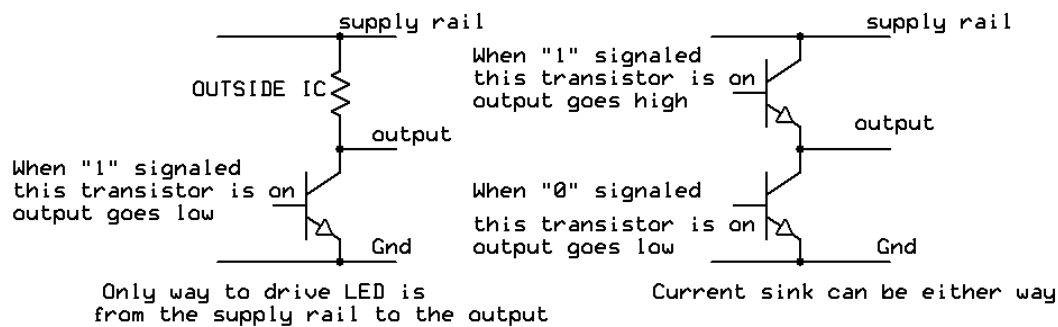 supply rail
OUTSIDE IC
output
When "1" signaled
this transistor is on
output goes low
Gnd
Only way to drive LED is
from the supply rail to the output
supply rail
When "1" signaled
this transistor is on
output goes high
output
When "0" signaled
this transistor is on
output goes low
Gnd
Current sink can be either way